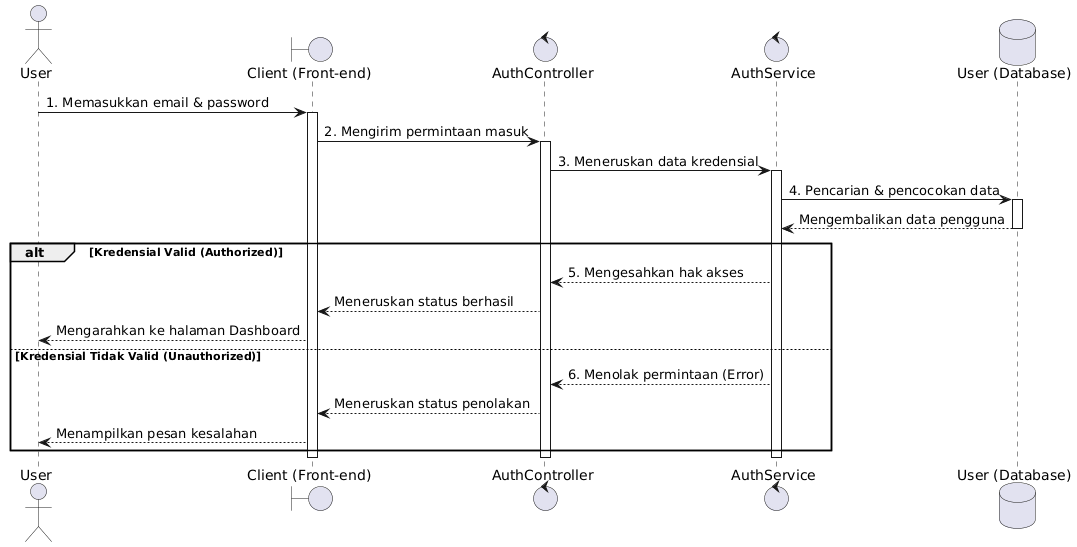 User
Client (Front-end)
AuthController
AuthService
User (Database)
1. Memasukkan email & password
2. Mengirim permintaan masuk
3. Meneruskan data kredensial
4. Pencarian & pencocokan data
Mengembalikan data pengguna
alt [Kredensial Valid (Authorized)]
5. Mengesahkan hak akses
Meneruskan status berhasil
Mengarahkan ke halaman Dashboard
[Kredensial Tidak Valid (Unauthorized)]
6. Menolak permintaan (Error)
Meneruskan status penolakan
Menampilkan pesan kesalahan
User
Client (Front-end)
AuthController
AuthService
User (Database)